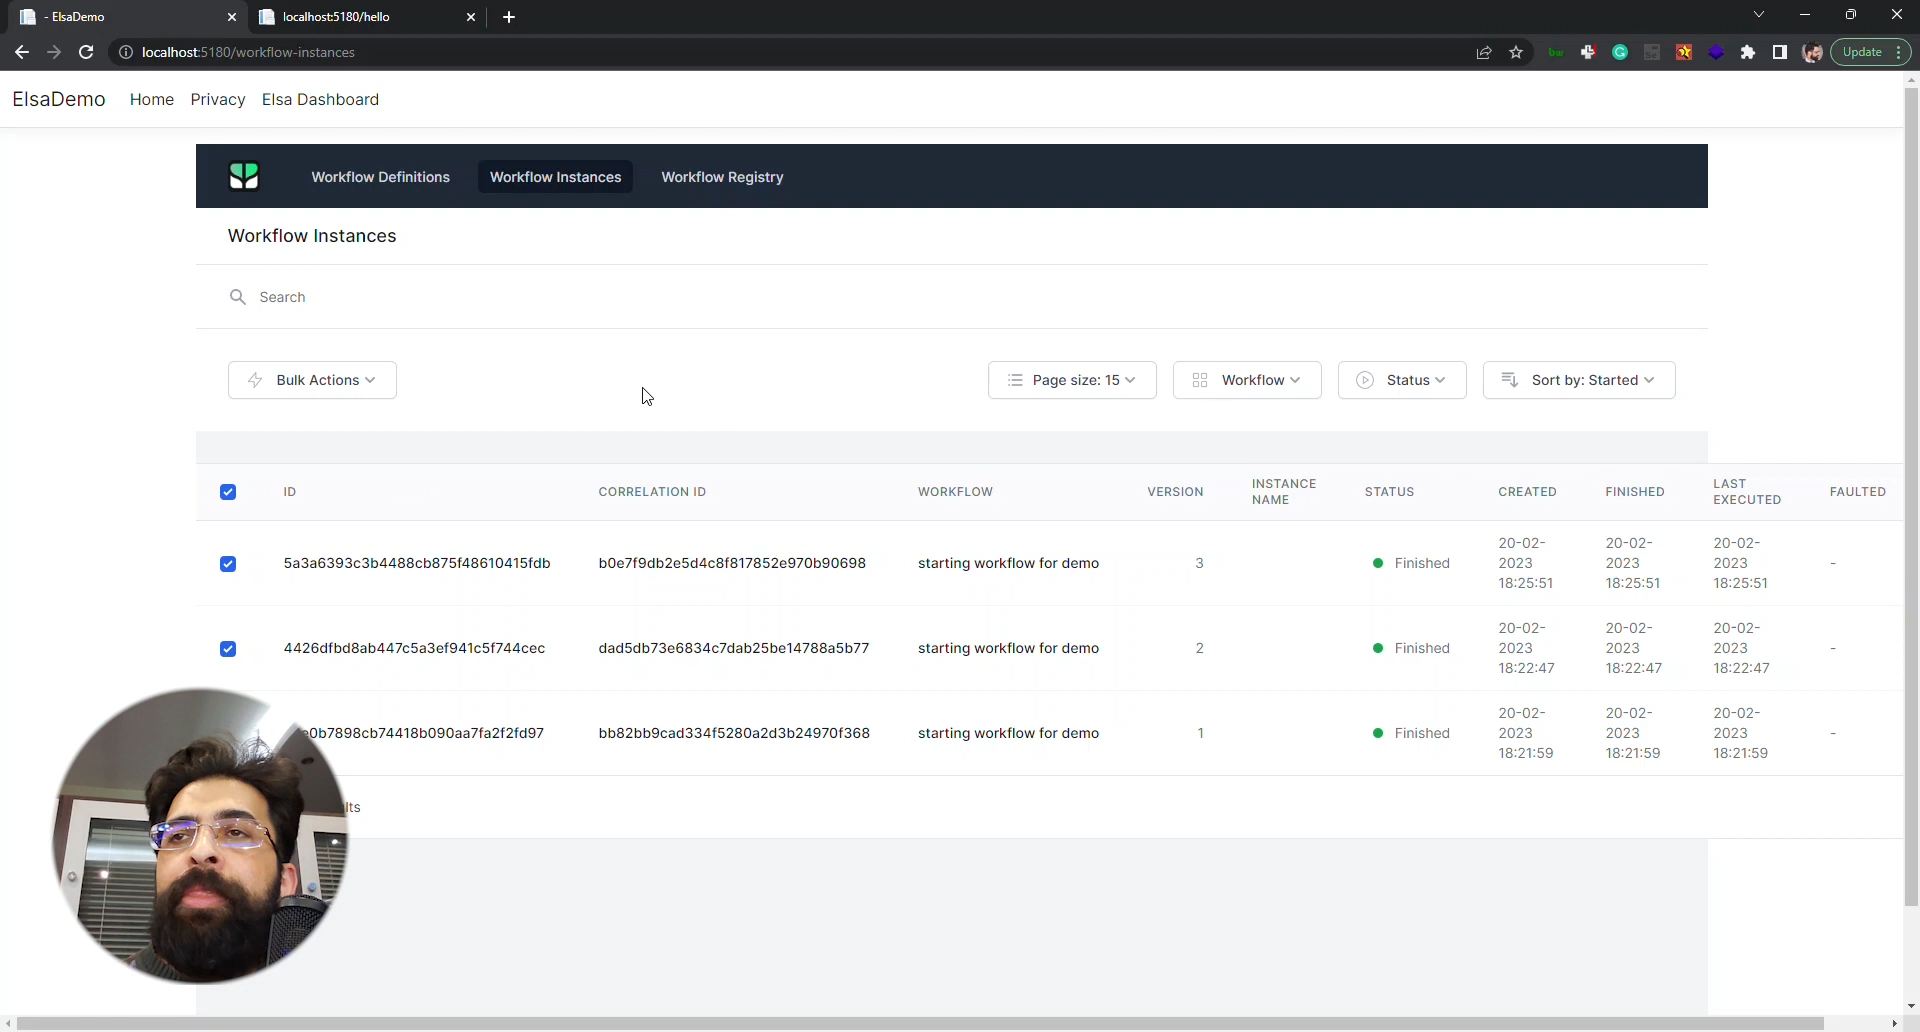 - ElsaDemo
localhost:5180/hello
localhost:5180/workflow-instances
Update
ElsaDemo Home Privacy Elsa Dashboard
Workflow Definitions Workflow Instances Workflow Registry
Workflow Instances
Search
Bulk Actions Page size: 15 Workflow Status Sort by: Started
ID CORRELATION ID WORKFLOW VERSION INSTANCE NAME STATUS CREATED FINISHED LAST EXECUTED FAULTED
5a3a6393c3b4488cb875f48610415fdb b0e7f9db2e5d4c8f817852e970b90698 starting workflow for demo 3 Finished 20-02-2023 18:25:51 20-02-2023 18:25:51 20-02-2023 18:25:51 -
4426dfbd8ab447c5a3ef941c5f744cec dad5db73e6834c7dab25be14788a5b77 starting workflow for demo 2 Finished 20-02-2023 18:22:47 20-02-2023 18:22:47 20-02-2023 18:22:47 -
0b7898cb74418b090aa7fa2f2fd97 bb82bb9cad334f5280a2d3b24970f368 starting workflow for demo 1 Finished 20-02-2023 18:21:59 20-02-2023 18:21:59 20-02-2023 18:21:59 -